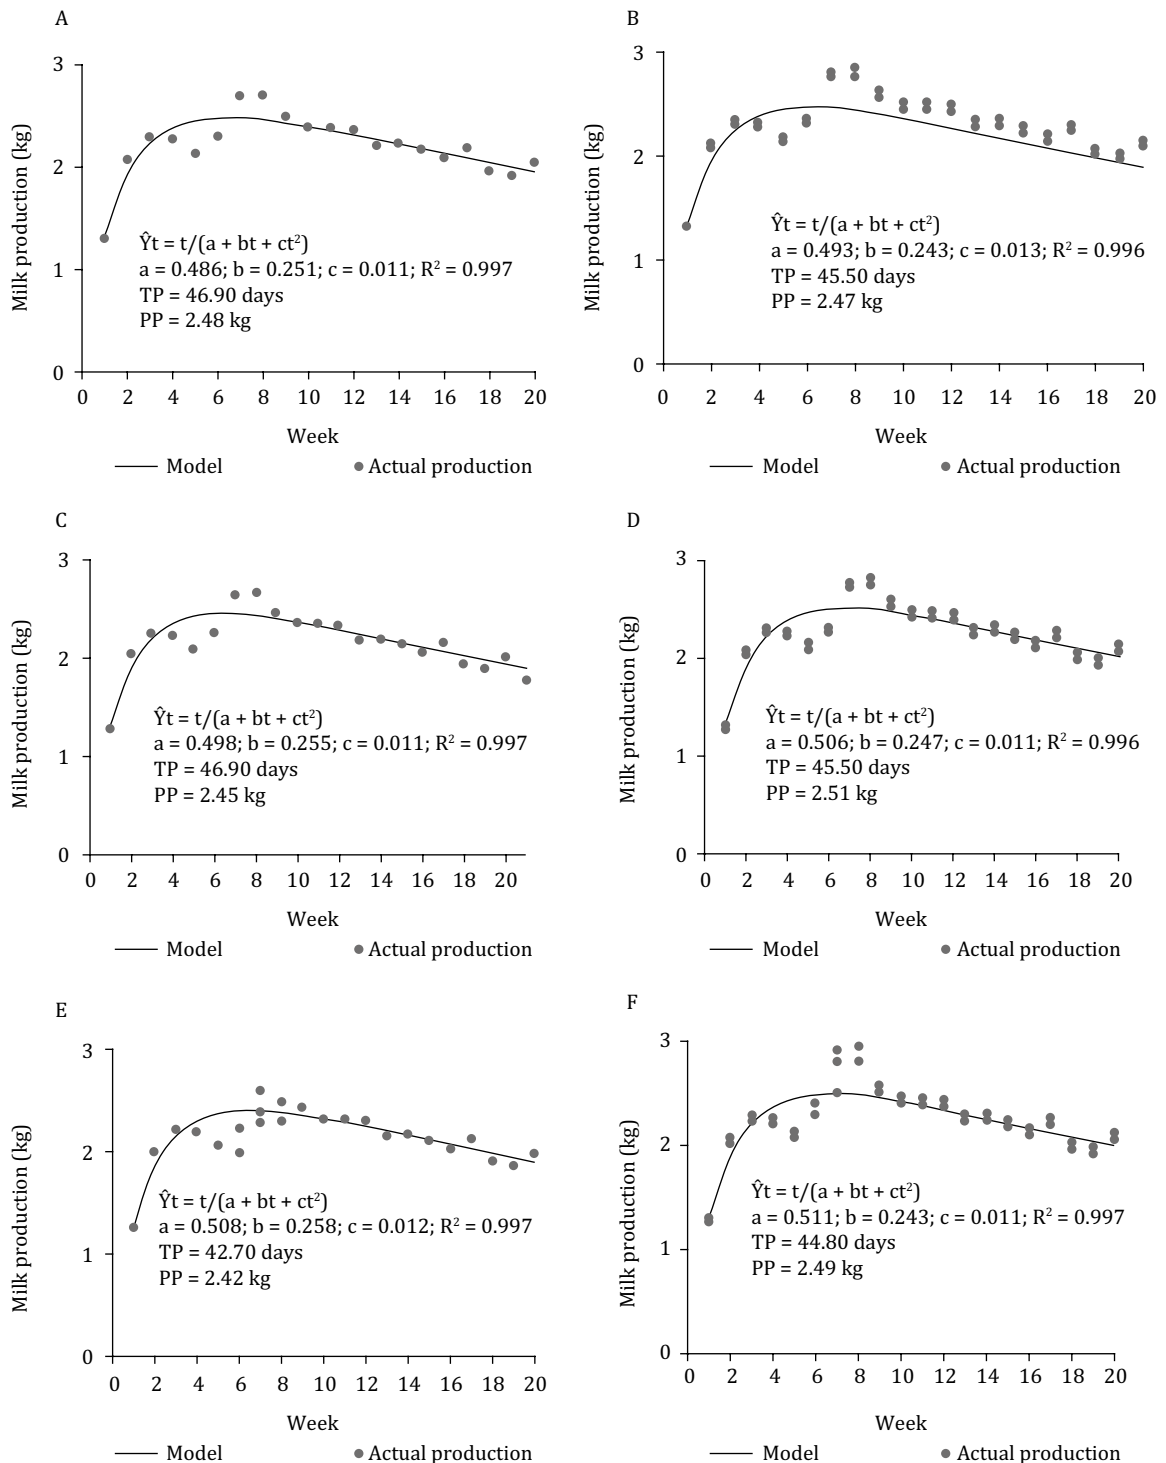 A
Milk production (kg)
3
2
1
0
Ŷt = t/(a + bt + ct²)
a = 0.486; b = 0.251; c = 0.011; R² = 0.997
TP = 46.90 days
PP = 2.48 kg
0 2 4 6 8 10 12 14 16 18 20
Week
Model Actual production
B
Milk production (kg)
3
2
1
0
Ŷt = t/(a + bt + ct²)
a = 0.493; b = 0.243; c = 0.013; R² = 0.996
TP = 45.50 days
PP = 2.47 kg
0 2 4 6 8 10 12 14 16 18 20
Week
Model Actual production
C
Milk production (kg)
3
2
1
0
Ŷt = t/(a + bt + ct²)
a = 0.498; b = 0.255; c = 0.011; R² = 0.997
TP = 46.90 days
PP = 2.45 kg
0 2 4 6 8 10 12 14 16 18 20
Week
Model Actual production
D
Milk production (kg)
3
2
1
0
Ŷt = t/(a + bt + ct²)
a = 0.506; b = 0.247; c = 0.011; R² = 0.996
TP = 45.50 days
PP = 2.51 kg
0 2 4 6 8 10 12 14 16 18 20
Week
Model Actual production
E
Milk production (kg)
3
2
1
0
Ŷt = t/(a + bt + ct²)
a = 0.508; b = 0.258; c = 0.012; R² = 0.997
TP = 42.70 days
PP = 2.42 kg
0 2 4 6 8 10 12 14 16 18 20
Week
Model Actual production
F
Milk production (kg)
3
2
1
0
Ŷt = t/(a + bt + ct²)
a = 0.511; b = 0.243; c = 0.011; R² = 0.997
TP = 44.80 days
PP = 2.49 kg
0 2 4 6 8 10 12 14 16 18 20
Week
Model Actual production